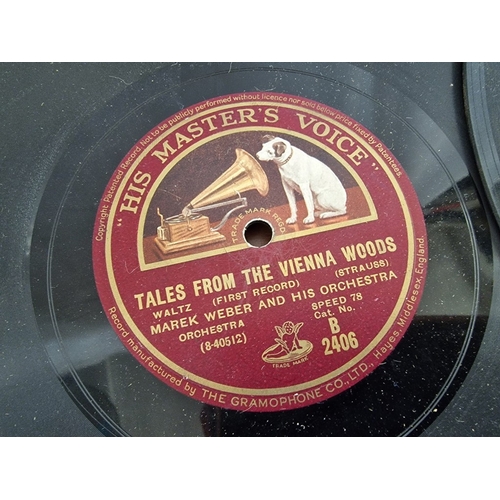 Copyright Patented Record. Not to be publicly performed without licence nor sold below price fixed by Patentees.
"HIS MASTER'S VOICE"
TRADE MARK REGD
TALES FROM THE VIENNA WOODS
WALTZ (FIRST RECORD) (STRAUSS)
MAREK WEBER AND HIS ORCHESTRA
ORCHESTRA
SPEED 78
(8-40512)
Cat. No.
B
2406
TRADE MARK
Record manufactured by THE GRAMOPHONE CO., LTD., Hayes, Middlesex, England.